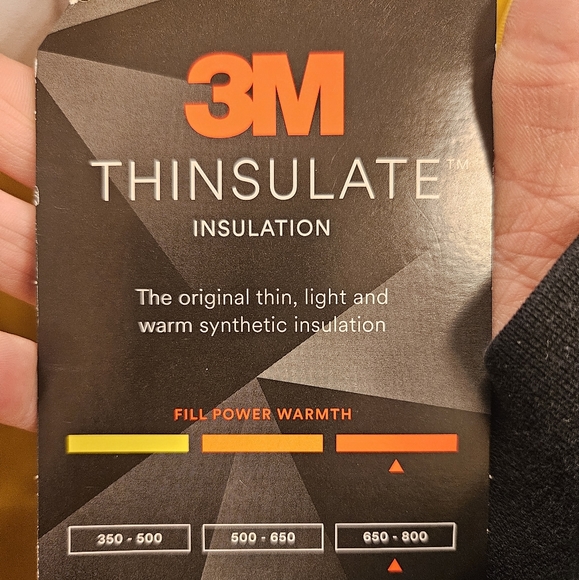 3M
THINSULATE™
INSULATION
The original thin, light and
warm synthetic insulation
FILL POWER WARMTH
350 - 500 500 - 650 650 - 800